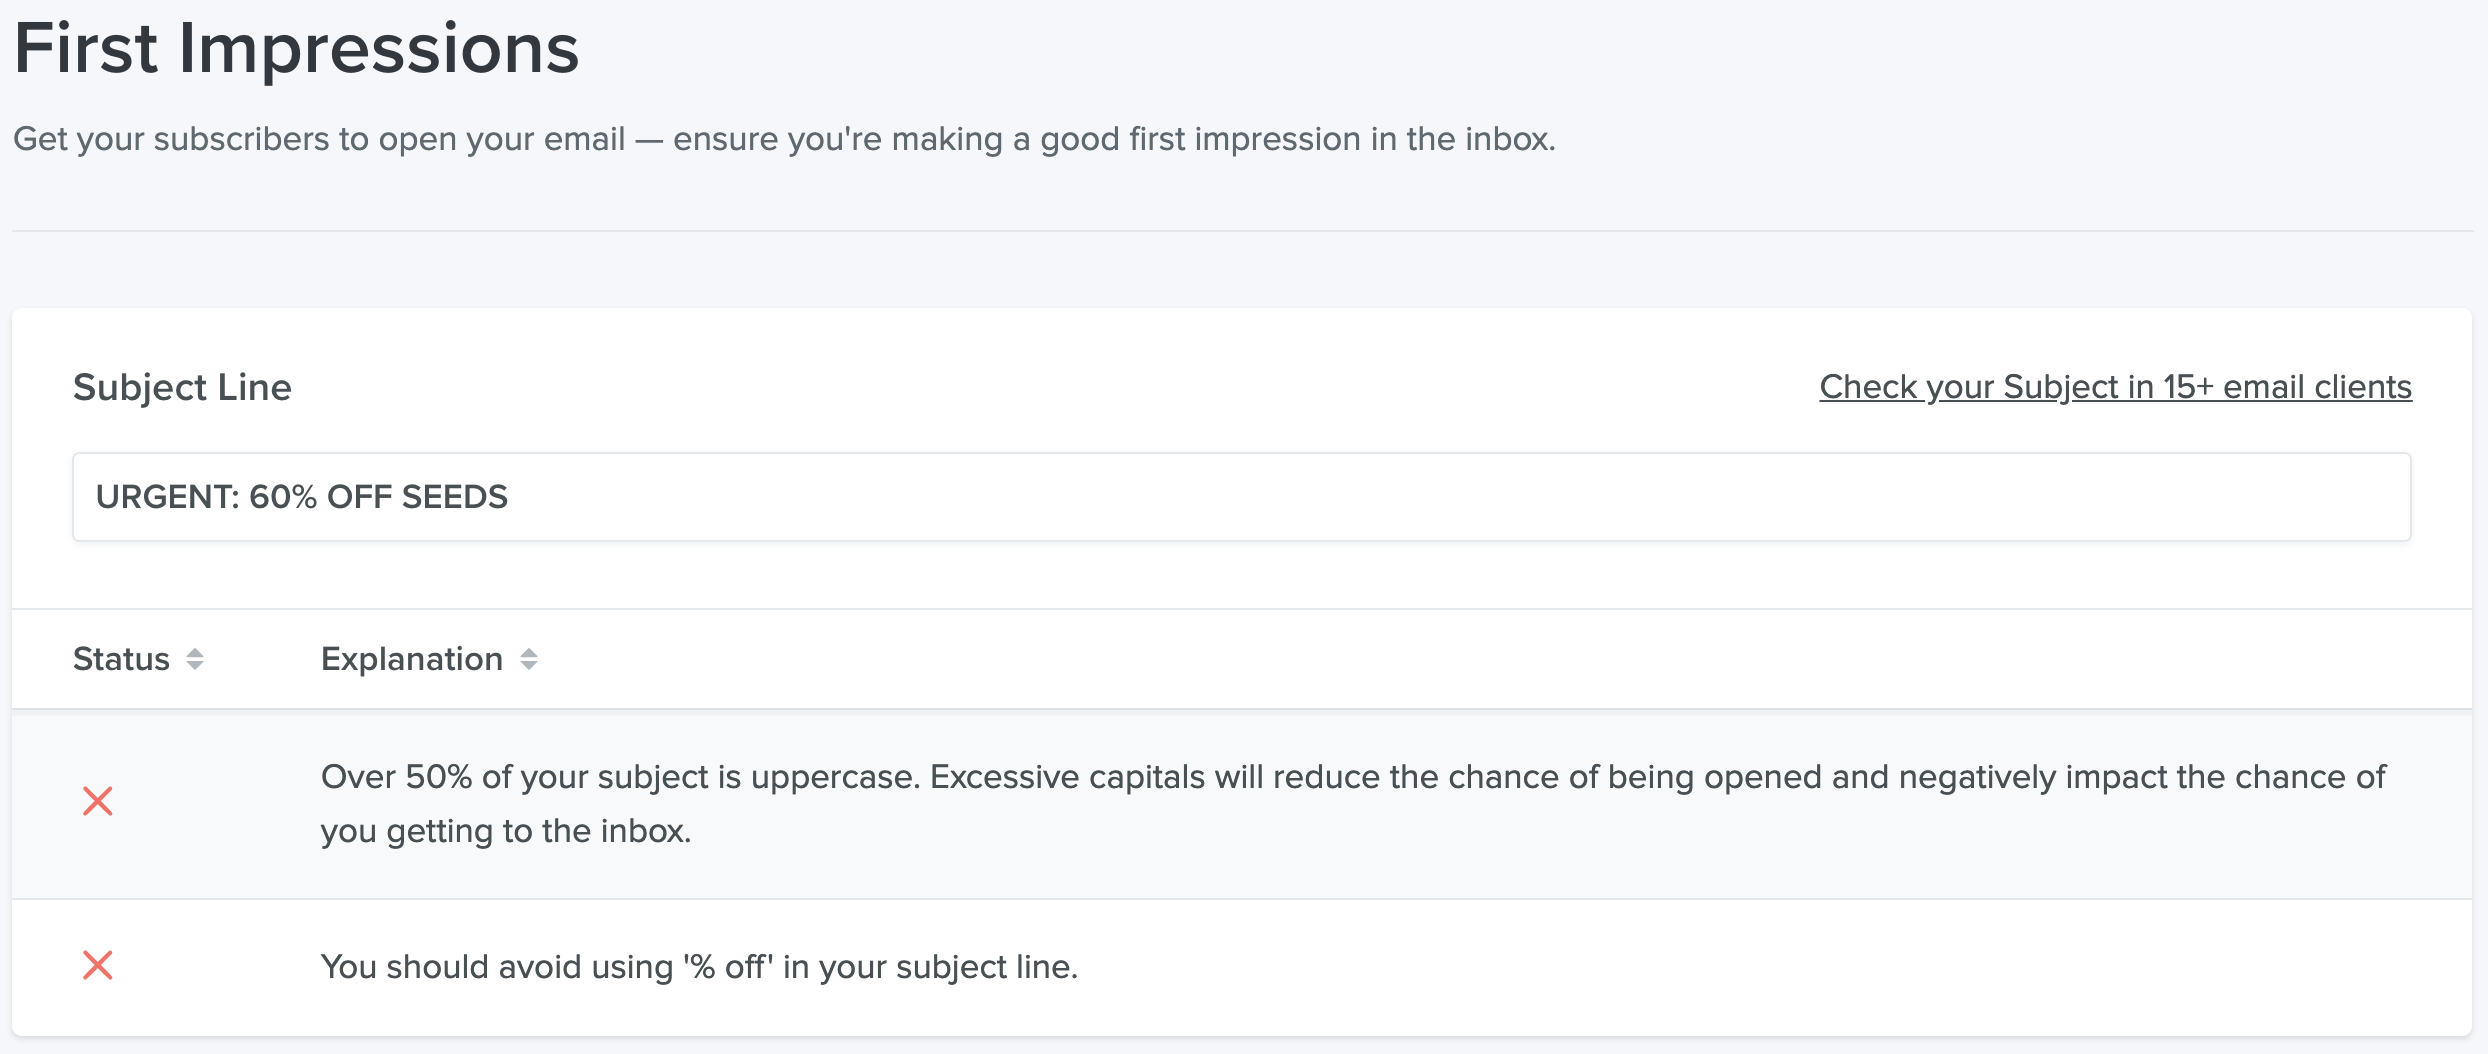 First Impressions
Get your subscribers to open your email — ensure you're making a good first impression in the inbox.
Subject Line
Check your Subject in 15+ email clients
URGENT: 60% OFF SEEDS
Status
Explanation
Over 50% of your subject is uppercase. Excessive capitals will reduce the chance of being opened and negatively impact the chance of
you getting to the inbox.
You should avoid using '% off' in your subject line.